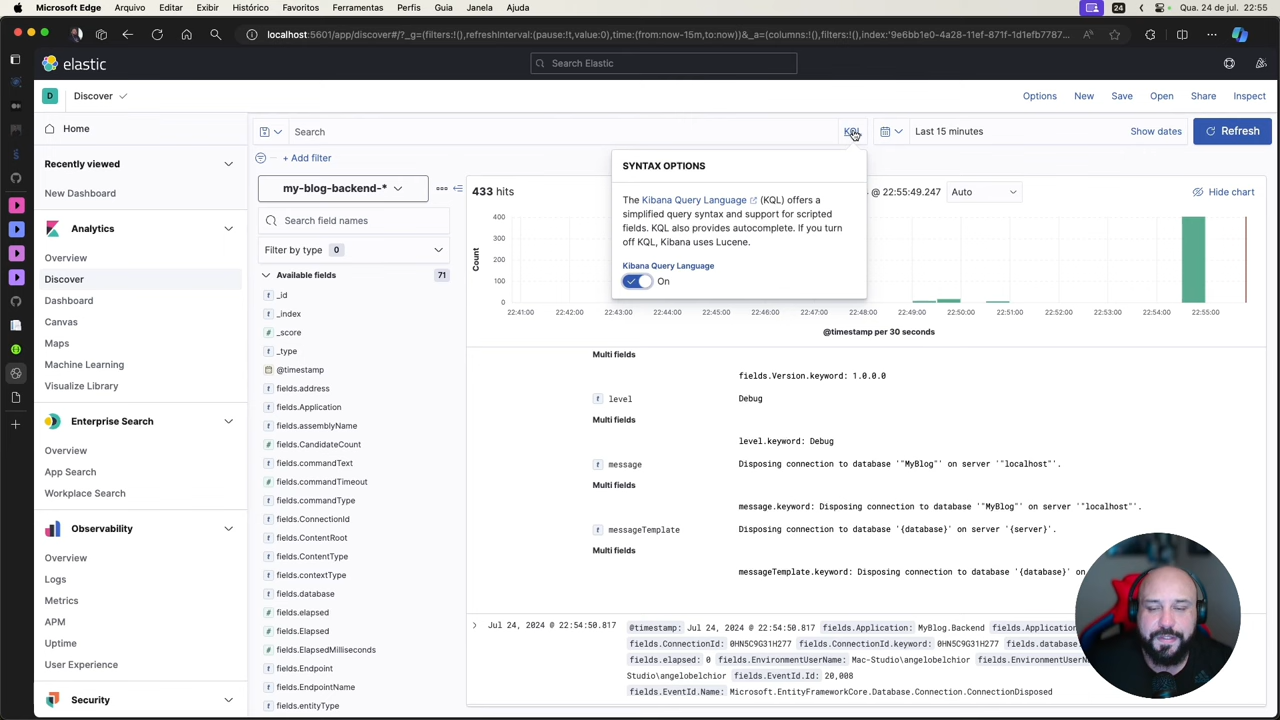 Microsoft Edge Arquivo Editar Exibir Histórico Favoritos Ferramentas Perfis Guia Janela Ajuda
24
Qua. 24 de jul. 22:55
localhost:5601/app/discover#/?_g=(filters:!(),refreshInterval:(pause:!t,value:0),time:(from:now-15m,to:now))&_a=(columns:!(),filters:!(),index:'9e6bb1e0-4a28-11ef-871f-1d1efb7787...
elastic
Search Elastic
D
Discover
Options New Save Open Share Inspect
Home
Recently viewed
New Dashboard
Analytics
Overview
Discover
Dashboard
Canvas
Maps
Machine Learning
Visualize Library
Enterprise Search
Overview
App Search
Workplace Search
Observability
Overview
Logs
Metrics
APM
Uptime
User Experience
Security
Search
KQL
Last 15 minutes
Show dates
Refresh
+ Add filter
my-blog-backend-*
Search field names
Filter by type 0
Available fields 71
_id
_index
_score
_type
@timestamp
fields.address
fields.Application
fields.assemblyName
fields.CandidateCount
fields.commandText
fields.commandTimeout
fields.commandType
fields.ConnectionId
fields.ContentRoot
fields.ContentType
fields.contextType
fields.database
fields.elapsed
fields.Elapsed
fields.ElapsedMilliseconds
fields.Endpoint
fields.EndpointName
fields.entityType
SYNTAX OPTIONS
The Kibana Query Language (KQL) offers a
simplified query syntax and support for scripted
fields. KQL also provides autocomplete. If you turn
off KQL, Kibana uses Lucene.
Kibana Query Language
On
433 hits
@ 22:55:49.247
Auto
Hide chart
Count
400
300
200
100
0
22:41:00 22:42:00 22:43:00 22:44:00 22:45:00 22:46:00 22:47:00 22:48:00 22:49:00 22:50:00 22:51:00 22:52:00 22:53:00 22:54:00 22:55:00
@timestamp per 30 seconds
Multi fields
fields.Version.keyword: 1.0.0.0
level
Debug
Multi fields
level.keyword: Debug
message
Disposing connection to database '"MyBlog"' on server '"localhost"'.
Multi fields
message.keyword: Disposing connection to database '"MyBlog"' on server '"localhost"'.
messageTemplate
Disposing connection to database '{database}' on server '{server}'.
Multi fields
messageTemplate.keyword: Disposing connection to database '{database}' on
Jul 24, 2024 @ 22:54:50.817
@timestamp: Jul 24, 2024 @ 22:54:50.817 fields.Application: MyBlog.Backend fields.Application
fields.ConnectionId: 0HN5C9G31H277 fields.ConnectionId.keyword: 0HN5C9G31H277 fields.databas
fields.elapsed: 0 fields.EnvironmentUserName: Mac-Studio\angelobelchior fields.EnvironmentUserN
Studio\angelobelchior fields.EventId.Id: 20,008
fields.EventId.Name: Microsoft.EntityFrameworkCore.Database.Connection.ConnectionDisposed